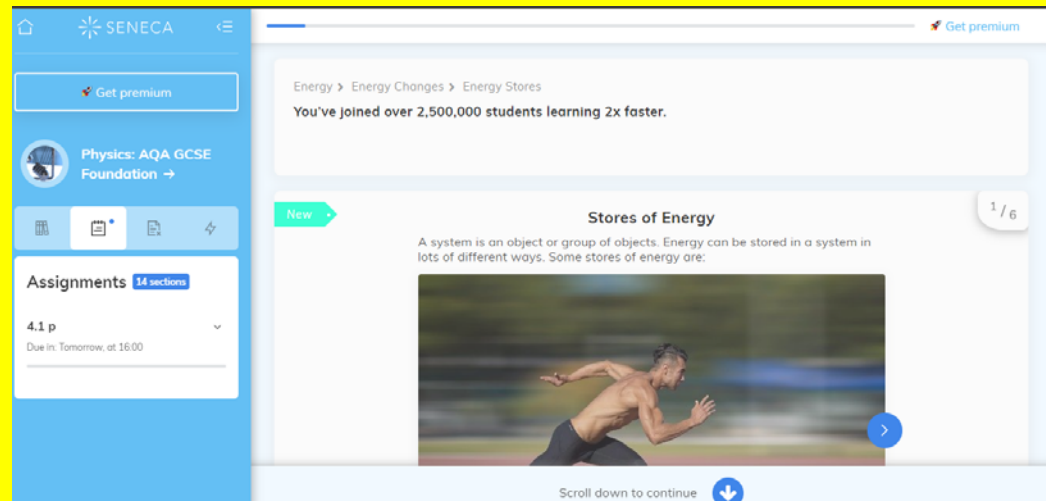 SENECA
Get premium
Get premium
Physics: AQA GCSE
Foundation →
Assignments 14 sections
4.1 p
Due in: Tomorrow, at 16:00
Energy > Energy Changes > Energy Stores
You've joined over 2,500,000 students learning 2x faster.
New
1/6
Stores of Energy
A system is an object or group of objects. Energy can be stored in a system in
lots of different ways. Some stores of energy are:
Scroll down to continue